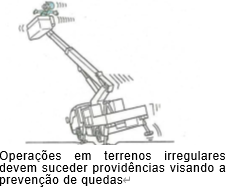 Operações em terrenos irregulares
devem suceder providências visando a
prevenção de quedas↵